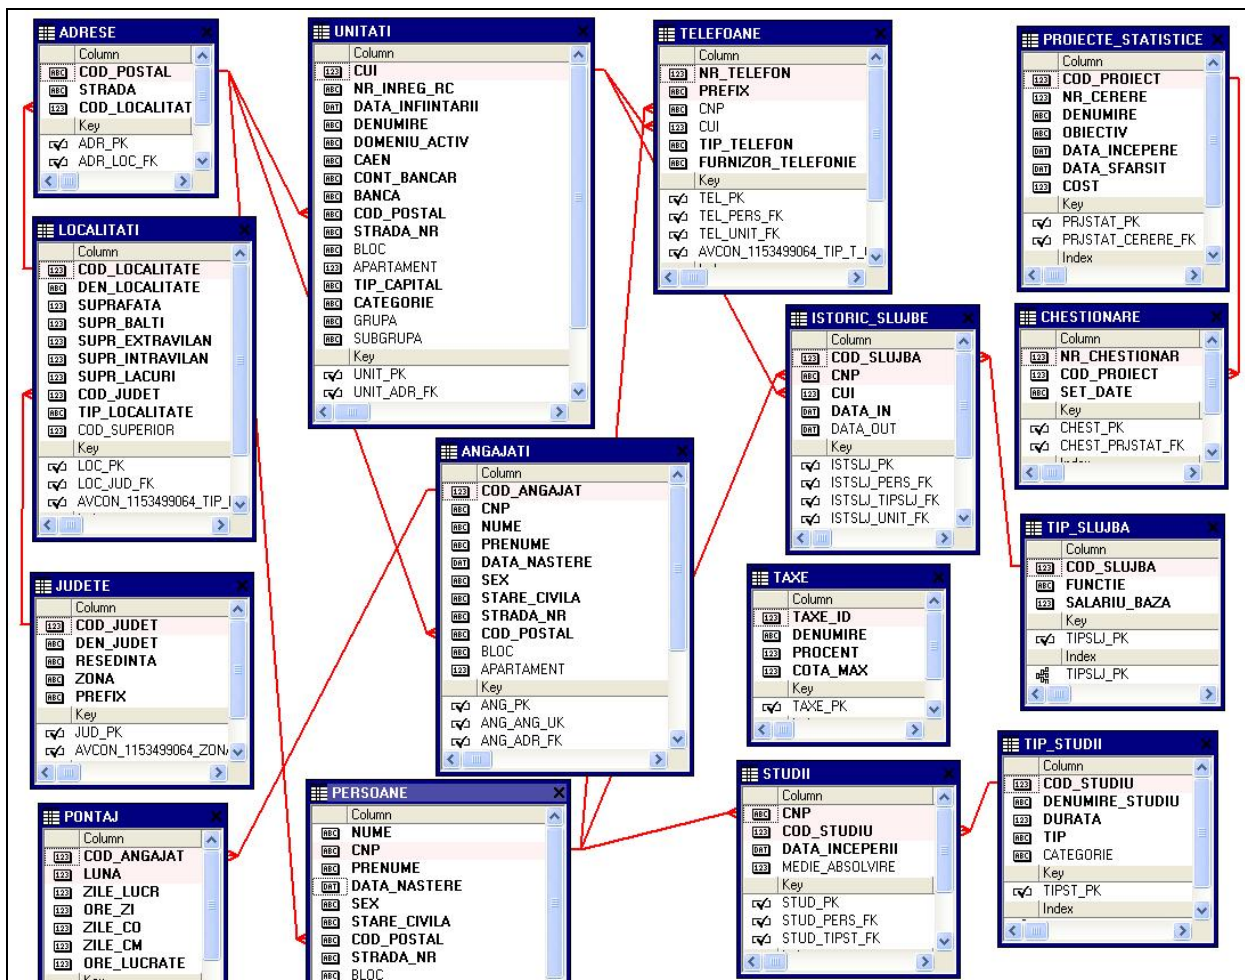 ADRESE
Column
COD_POSTAL
STRADA
COD_LOCALITAT
Key
ADR_PK
ADR_LOC_FK
UNITATI
Column
CUI
NR_INREG_RC
DATA_INFIINTARII
DENUMIRE
DOMENIU_ACTIV
CAEN
CONT_BANCAR
BANCA
COD_POSTAL
STRADA_NR
BLOC
APARTAMENT
TIP_CAPITAL
CATEGORIE
GRUPA
SUBGRUPA
Key
UNIT_PK
UNIT_ADR_FK
TELEFOANE
Column
NR_TELEFON
PREFIX
CNP
CUI
TIP_TELEFON
FURNIZOR_TELEFONIE
Key
TEL_PK
TEL_PERS_FK
TEL_UNIT_FK
AVCON_1153499064_TIP_T_
PROIECTE_STATISTICE
Column
COD_PROIECT
NR_CERERE
DENUMIRE
OBIECTIV
DATA_INCEPERE
DATA_SFARSIT
COST
Key
PRJSTAT_PK
PRJSTAT_CERERE_FK
Index
LOCALITATI
Column
COD_LOCALITATE
DEN_LOCALITATE
SUPRAFATA
SUPR_BALTI
SUPR_EXTRAVILAN
SUPR_INTRAVILAN
SUPR_LACURI
COD_JUDET
TIP_LOCALITATE
COD_SUPERIOR
Key
LOC_PK
LOC_JUD_FK
AVCON_1153499064_TIP_
ISTORIC_SLUJBE
Column
COD_SLUJBA
CNP
CUI
DATA_IN
DATA_OUT
Key
ISTSLJ_PK
ISTSLJ_PERS_FK
ISTSLJ_TIPSLJ_FK
ISTSLJ_UNIT_FK
CHESTIONARE
Column
NR_CHESTIONAR
COD_PROIECT
SET_DATE
Key
CHEST_PK
CHEST_PRJSTAT_FK
Index
ANGAJATI
Column
COD_ANGAJAT
CNP
NUME
PRENUME
DATA_NASTERE
SEX
STARE_CIVILA
STRADA_NR
COD_POSTAL
BLOC
APARTAMENT
Key
ANG_PK
ANG_ANG_UK
ANG_ADR_FK
TIP_SLUJBA
Column
COD_SLUJBA
FUNCTIE
SALARIU_BAZA
Key
TIPSLJ_PK
Index
TIPSLJ_PK
JUDETE
Column
COD_JUDET
DEN_JUDET
RESEDINTA
ZONA
PREFIX
Key
JUD_PK
AVCON_1153499064_ZON
TAXE
Column
TAXE_ID
DENUMIRE
PROCENT
COTA_MAX
Key
TAXE_PK
TIP_STUDII
Column
COD_STUDIU
DENUMIRE_STUDIU
DURATA
TIP
CATEGORIE
Key
TIPST_PK
Index
STUDII
Column
CNP
COD_STUDIU
DATA_INCEPERII
MEDIE_ABSOLVIRE
Key
STUD_PK
STUD_PERS_FK
STUD_TIPST_FK
PERSOANE
Column
NUME
CNP
PRENUME
DATA_NASTERE
SEX
STARE_CIVILA
COD_POSTAL
STRADA_NR
BLOC
PONTAJ
Column
COD_ANGAJAT
LUNA
ZILE_LUCR
ORE_ZI
ZILE_CO
ZILE_CM
ORE_LUCRATE
Key